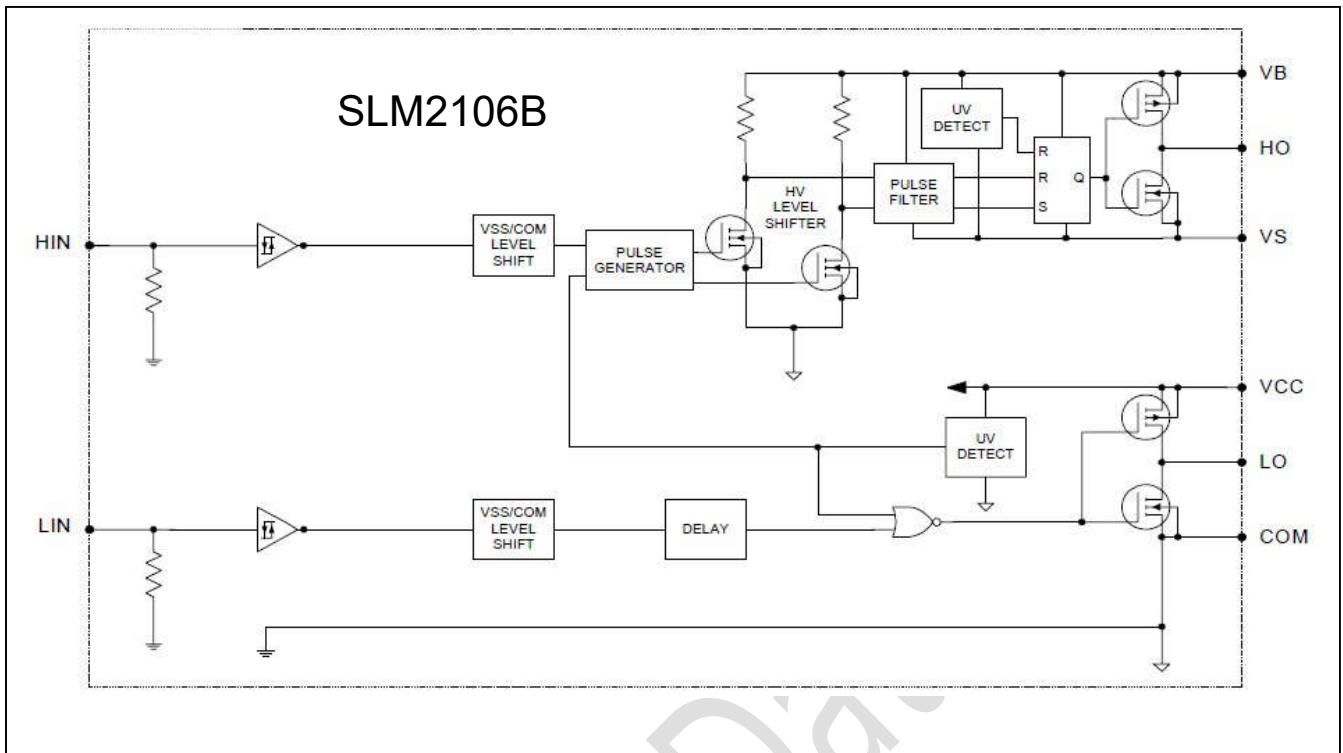 SLM2106B
VB
UV
DETECT
HO
R
R
Q
S
PULSE
FILTER
HV
LEVEL
SHIFTER
HIN
VSS/COM
LEVEL
SHIFT
PULSE
GENERATOR
VS
VCC
UV
DETECT
LO
LIN
VSS/COM
LEVEL
SHIFT
DELAY
COM